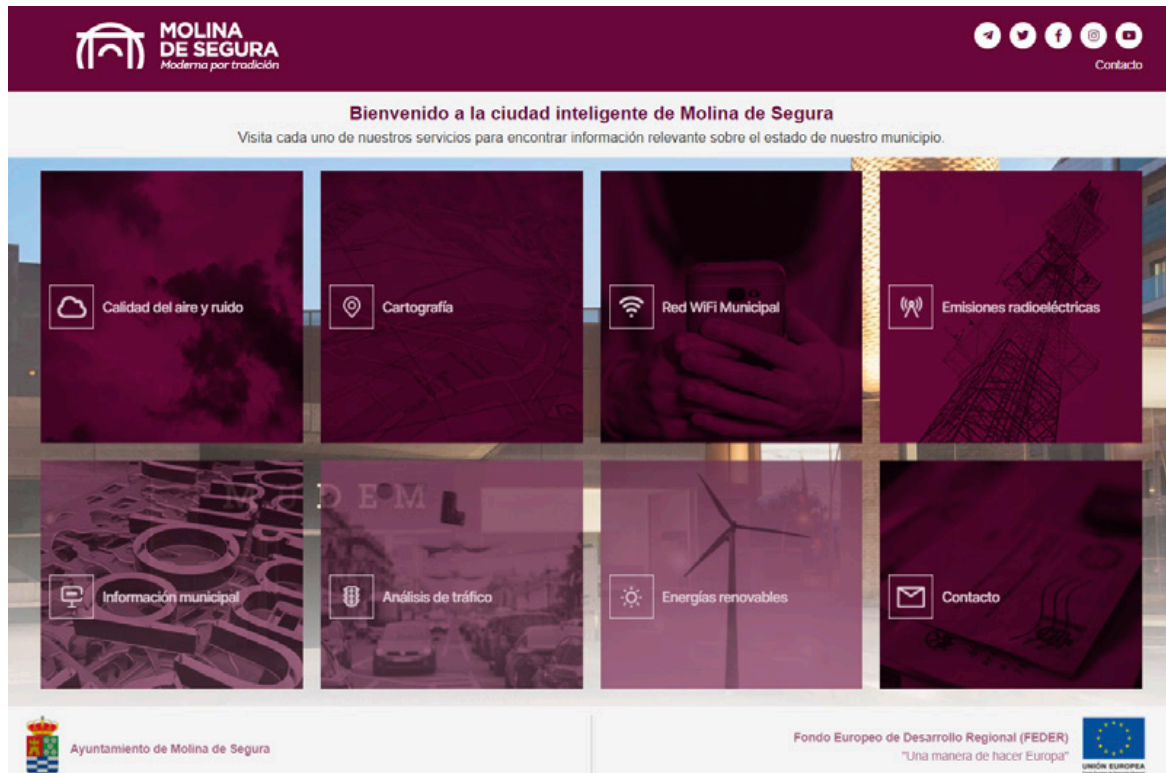 MOLINA
DE SEGURA
Moderna por tradición
Contacto
Bienvenido a la ciudad inteligente de Molina de Segura
Visita cada uno de nuestros servicios para encontrar información relevante sobre el estado de nuestro municipio.
Calidad del aire y ruido
Cartografía
Red WiFi Municipal
Emisiones radioeléctricas
MUDEM
Información municipal
Análisis de tráfico
Energías renovables
Contacto
Ayuntamiento de Molina de Segura
Fondo Europeo de Desarrollo Regional (FEDER)
"Una manera de hacer Europa"
UNIÓN EUROPEA